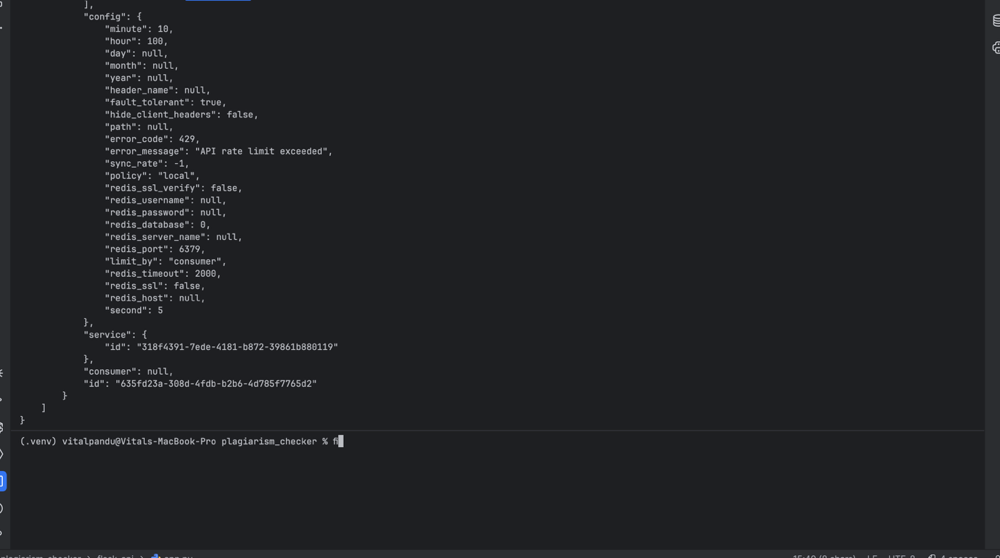 ],
"config": {
"minute": 10,
"hour": 100,
"day": null,
"month": null,
"year": null,
"header_name": null,
"fault_tolerant": true,
"hide_client_headers": false,
"path": null,
"error_code": 429,
"error_message": "API rate limit exceeded",
"sync_rate": -1,
"policy": "local",
"redis_ssl_verify": false,
"redis_username": null,
"redis_password": null,
"redis_database": 0,
"redis_server_name": null,
"redis_port": 6379,
"limit_by": "consumer",
"redis_timeout": 2000,
"redis_ssl": false,
"redis_host": null,
"second": 5
},
"service": {
"id": "318f4391-7ede-4181-b872-39861b880119"
},
"consumer": null,
"id": "635fd23a-308d-4fdb-b2b6-4d785f7765d2"
}
]
}
(.venv) vitalpandu@Vitals-MacBook-Pro plagiarism_checker % fi